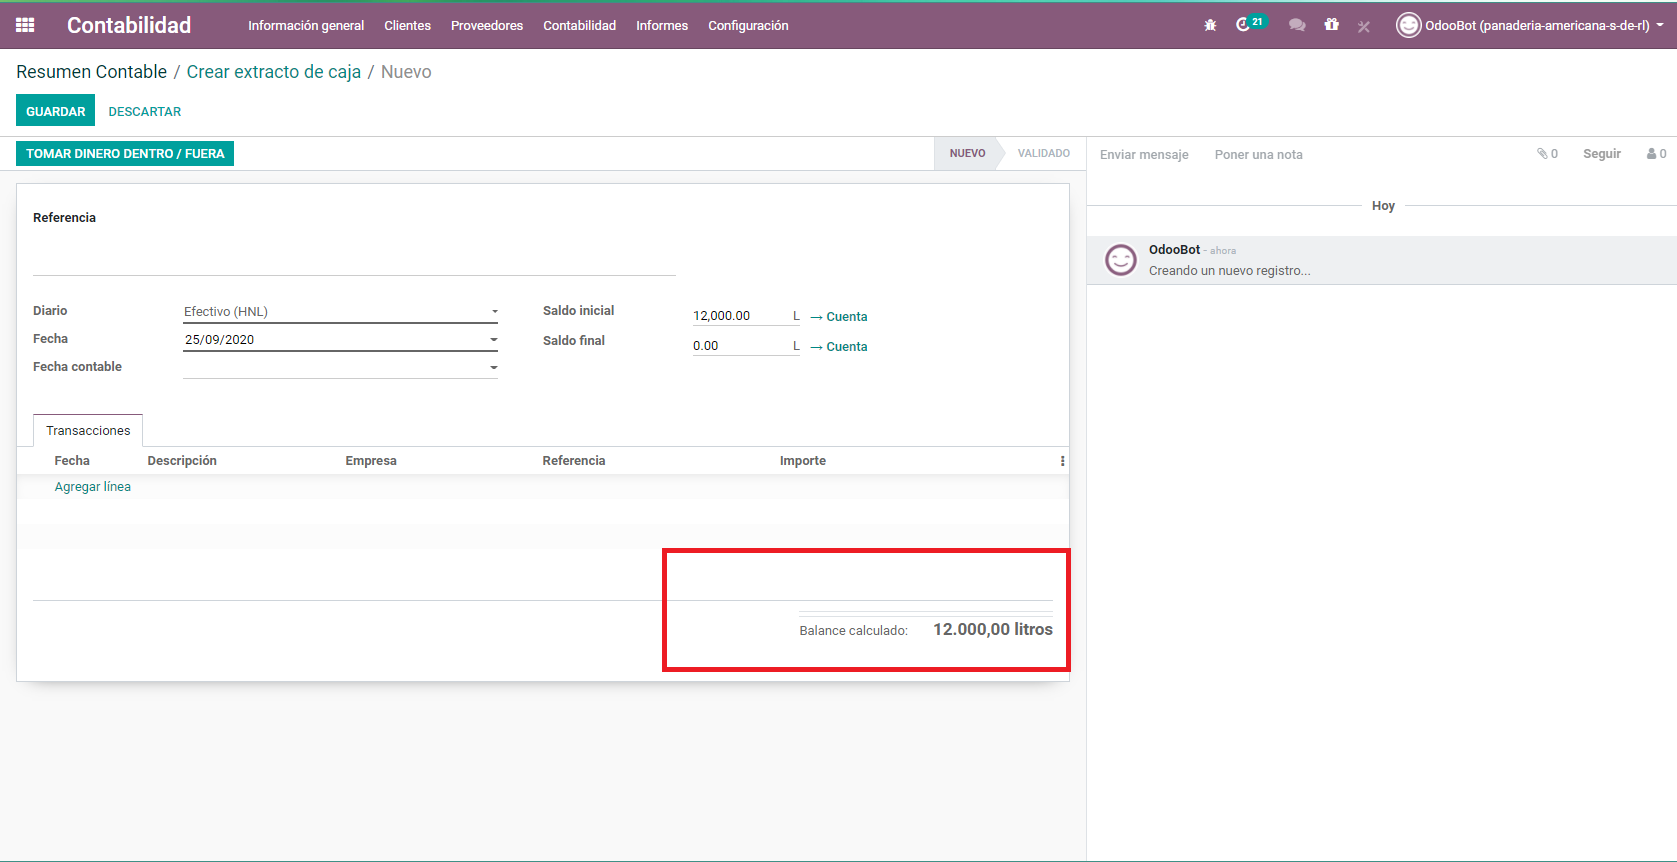 Contabilidad
Información general Clientes Proveedores Contabilidad Informes Configuración
21
OdooBot (panaderia-americana-s-de-rl)
Resumen Contable / Crear extracto de caja / Nuevo
GUARDAR DESCARTAR
TOMAR DINERO DENTRO / FUERA
NUEVO VALIDADO
Enviar mensaje Poner una nota
0 Seguir 0
Referencia
Hoy
OdooBot - ahora
Creando un nuevo registro...
Diario Efectivo (HNL)
Saldo inicial 12,000.00 L → Cuenta
Fecha 25/09/2020
Saldo final 0.00 L → Cuenta
Fecha contable
Transacciones
Fecha Descripción Empresa Referencia Importe
Agregar línea
Balance calculado: 12.000,00 litros